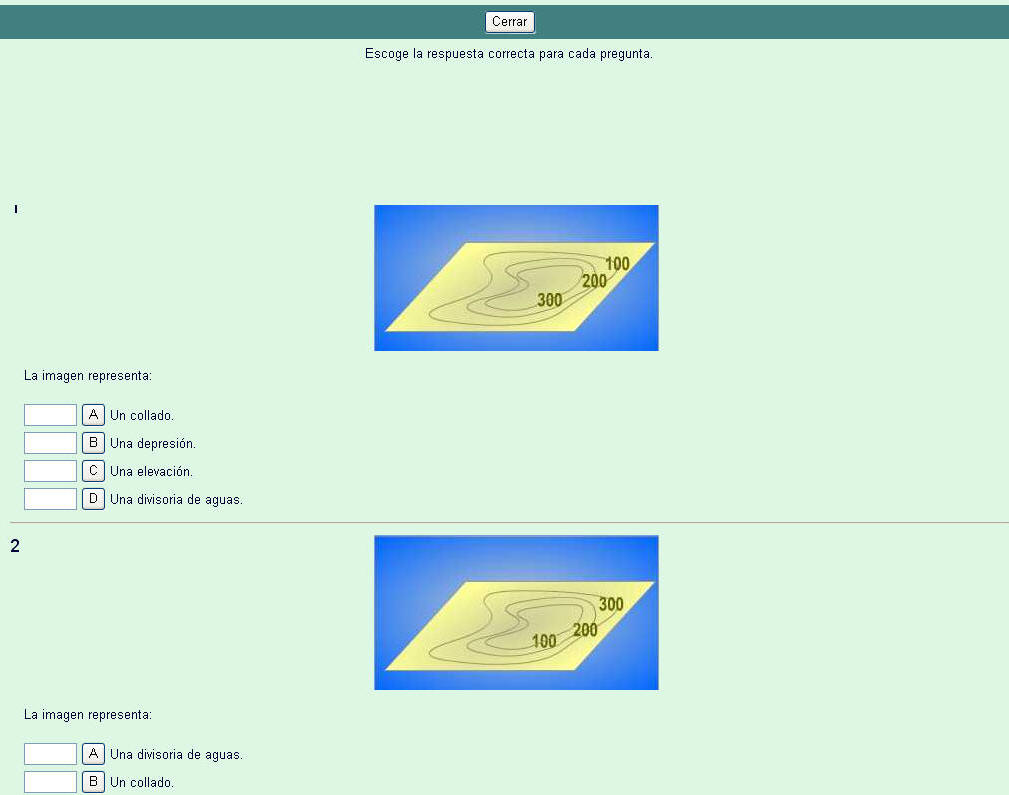 Cerrar
Escoge la respuesta correcta para cada pregunta.
100
200
300
La imagen representa:
A Un collado.
B Una depresión.
C Una elevación.
D Una divisoria de aguas.
2
300
200
100
La imagen representa:
A Una divisoria de aguas.
B Un collado.